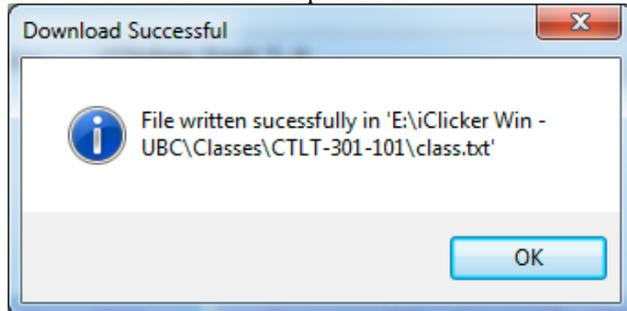 Download Successful
File written sucessfully in 'E:\iClicker Win -
UBC\Classes\CTLT-301-101\class.txt'
OK